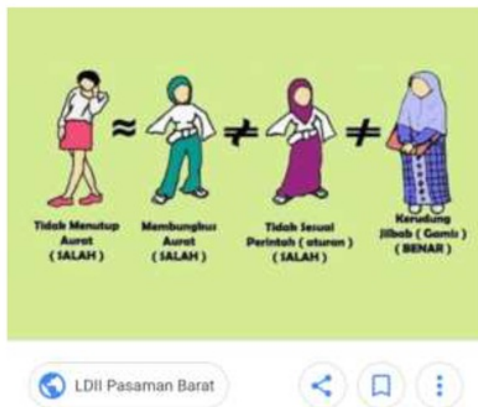 ≈ ≠ ≠
Tidak Menutup
Aurat
( SALAH )
Membungkus
Aurat
( SALAH )
Tidak Sesuai
Perintah ( aturan )
( SALAH )
Kerudung
Jilbab ( Gamis )
( BENAR )
LDII Pasaman Barat